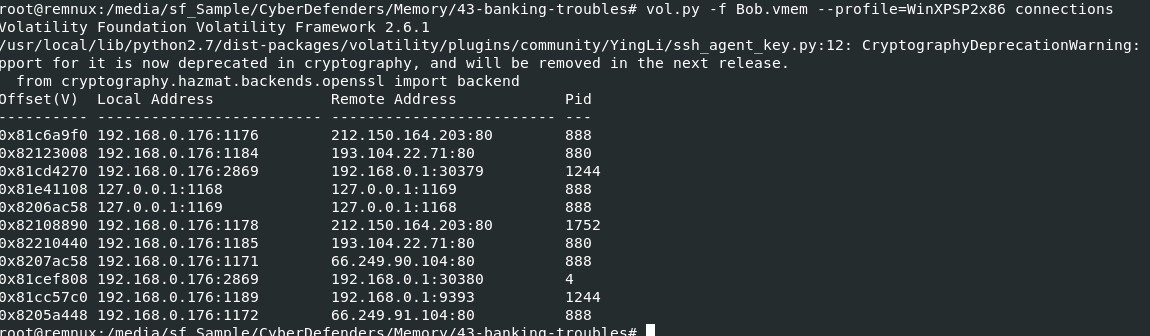 root@remnux:/media/sf_Sample/CyberDefenders/Memory/43-banking-troubles# vol.py -f Bob.vmem --profile=WinXPSP2x86 connections
Volatility Foundation Volatility Framework 2.6.1
/usr/local/lib/python2.7/dist-packages/volatility/plugins/community/YingLi/ssh_agent_key.py:12: CryptographyDeprecationWarning:
pport for it is now deprecated in cryptography, and will be removed in the next release.
  from cryptography.hazmat.backends.openssl import backend
Offset(V)  Local Address             Remote Address            Pid
---------- ------------------------- ------------------------- ---
0x81c6a9f0 192.168.0.176:1176        212.150.164.203:80        888
0x82123008 192.168.0.176:1184        193.104.22.71:80          880
0x81cd4270 192.168.0.176:2869        192.168.0.1:30379         1244
0x81e41108 127.0.0.1:1168            127.0.0.1:1169            888
0x8206ac58 127.0.0.1:1169            127.0.0.1:1168            888
0x82108890 192.168.0.176:1178        212.150.164.203:80        1752
0x82210440 192.168.0.176:1185        193.104.22.71:80          880
0x8207ac58 192.168.0.176:1171        66.249.90.104:80          888
0x81cef808 192.168.0.176:2869        192.168.0.1:30380         4
0x81cc57c0 192.168.0.176:1189        192.168.0.1:9393          1244
0x8205a448 192.168.0.176:1172        66.249.91.104:80          888
root@remnux:/media/sf_Sample/CyberDefenders/Memory/43-banking-troubles#